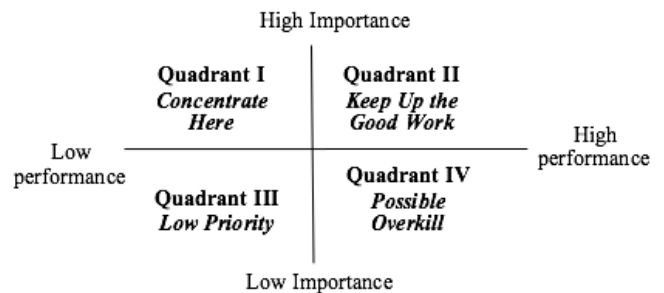 High Importance
Quadrant I
Concentrate
Here
Quadrant II
Keep Up the
Good Work
Low
performance
High
performance
Quadrant III
Low Priority
Quadrant IV
Possible
Overkill
Low Importance